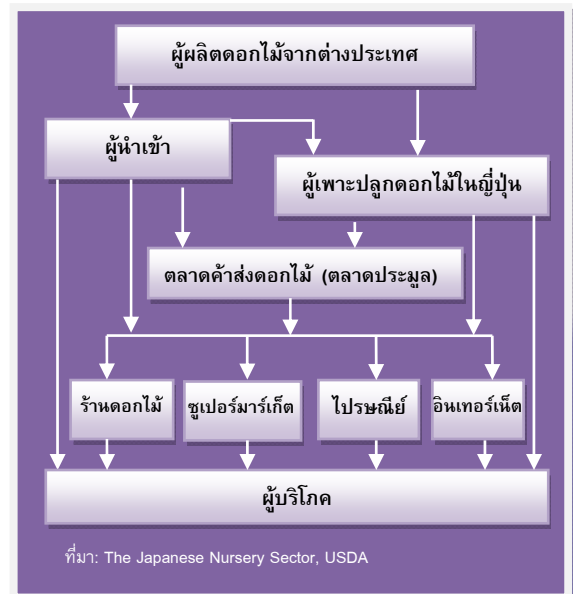 ผู้ผลิตดอกไม้จากต่างประเทศ
ผู้นำเข้า
ผู้เพาะปลูกดอกไม้ในญี่ปุ่น
ตลาดค้าส่งดอกไม้ (ตลาดประมูล)
ร้านดอกไม้
ซูเปอร์มาร์เก็ต
ไปรษณีย์
อินเทอร์เน็ต
ผู้บริโภค
ที่มา: The Japanese Nursery Sector, USDA